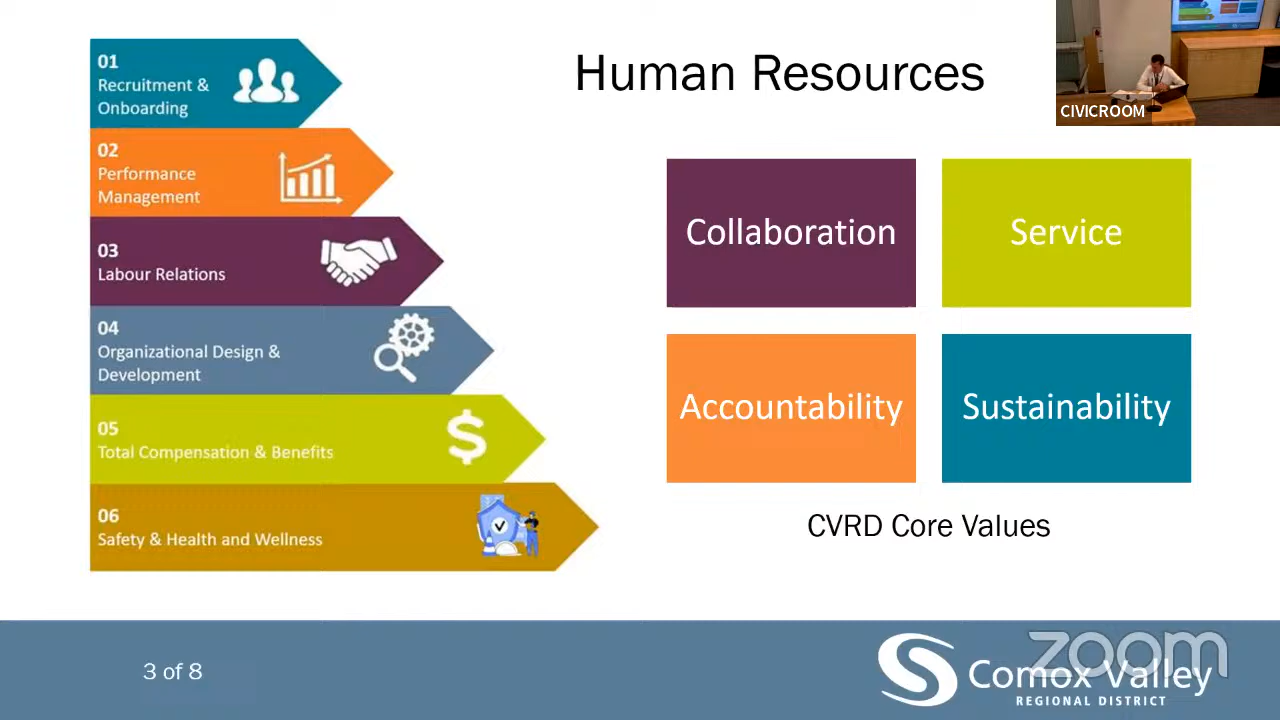 Human Resources
01
Recruitment &
Onboarding
02
Performance
Management
03
Labour Relations
04
Organizational Design &
Development
05
Total Compensation & Benefits
06
Safety & Health and Wellness
CIVICROOM
Collaboration
Service
Accountability
Sustainability
CVRD Core Values
3 of 8
zoom
Comox Valley
REGIONAL DISTRICT